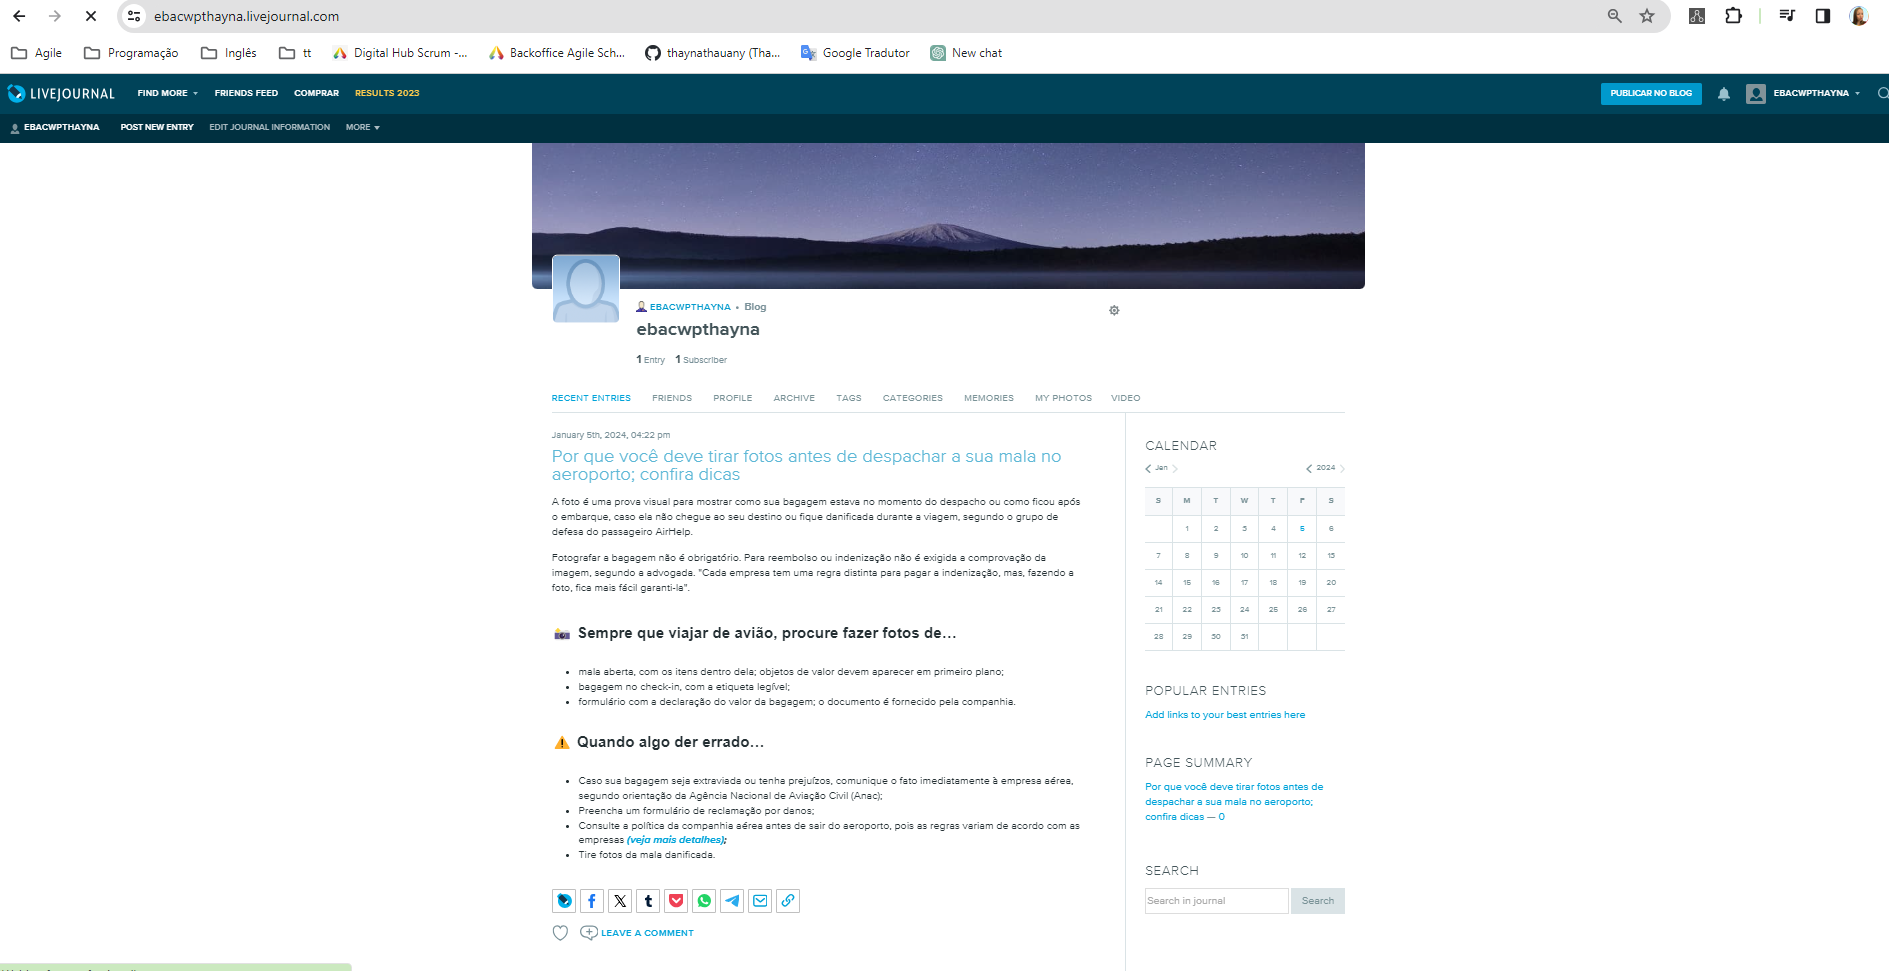 ebacwpthayna.livejournal.com
Agile Programação Inglês tt Digital Hub Scrum -... Backoffice Agile Sch... thaynathauany (Tha... Google Tradutor New chat
LIVEJOURNAL FIND MORE FRIENDS FEED COMPRAR RESULTS 2023 PUBLICAR NO BLOG EBACWPTHAYNA
EBACWPTHAYNA POST NEW ENTRY EDIT JOURNAL INFORMATION MORE
EBACWPTHAYNA • Blog
ebacwpthayna
1 Entry 1 Subscriber
RECENT ENTRIES FRIENDS PROFILE ARCHIVE TAGS CATEGORIES MEMORIES MY PHOTOS VIDEO
January 5th, 2024, 04:22 pm
Por que você deve tirar fotos antes de despachar a sua mala no
aeroporto; confira dicas
A foto é uma prova visual para mostrar como sua bagagem estava no momento do despacho ou como ficou após
o embarque, caso ela não chegue ao seu destino ou fique danificada durante a viagem, segundo o grupo de
defesa do passageiro AirHelp.
Fotografar a bagagem não é obrigatório. Para reembolso ou indenização não é exigida a comprovação da
imagem, segundo a advogada. "Cada empresa tem uma regra distinta para pagar a indenização, mas, fazendo a
foto, fica mais fácil garanti-la".
📸 Sempre que viajar de avião, procure fazer fotos de...
• mala aberta, com os itens dentro dela; objetos de valor devem aparecer em primeiro plano;
• bagagem no check-in, com a etiqueta legível;
• formulário com a declaração do valor da bagagem; o documento é fornecido pela companhia.
⚠️ Quando algo der errado...
• Caso sua bagagem seja extraviada ou tenha prejuízos, comunique o fato imediatamente à empresa aérea,
segundo orientação da Agência Nacional de Aviação Civil (Anac);
• Preencha um formulário de reclamação por danos;
• Consulte a política da companhia aérea antes de sair do aeroporto, pois as regras variam de acordo com as
empresas (veja mais detalhes);
• Tire fotos da mala danificada.
LEAVE A COMMENT
CALENDAR
Jan 2024
S M T W T F S
1 2 3 4 5 6
7 8 9 10 11 12 13
14 15 16 17 18 19 20
21 22 23 24 25 26 27
28 29 30 31
POPULAR ENTRIES
Add links to your best entries here
PAGE SUMMARY
Por que você deve tirar fotos antes de
despachar a sua mala no aeroporto;
confira dicas — 0
SEARCH
Search in journal Search